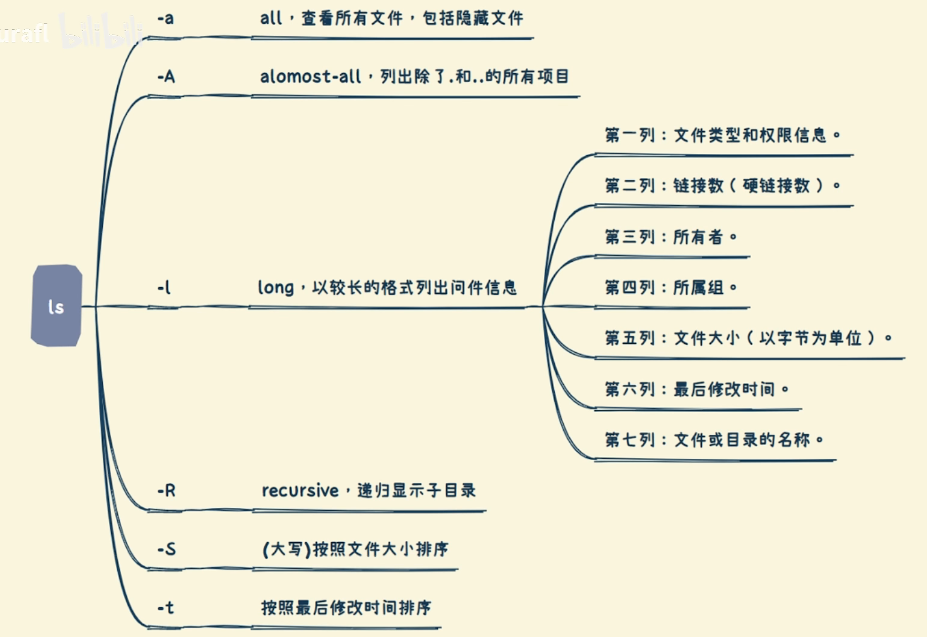 urafl bilibili
ls
-a all，查看所有文件，包括隐藏文件
-A alomost-all，列出除了.和..的所有项目
-l long，以较长的格式列出问件信息
第一列：文件类型和权限信息。
第二列：链接数（硬链接数）。
第三列：所有者。
第四列：所属组。
第五列：文件大小（以字节为单位）。
第六列：最后修改时间。
第七列：文件或目录的名称。
-R recursive，递归显示子目录
-S (大写)按照文件大小排序
-t 按照最后修改时间排序